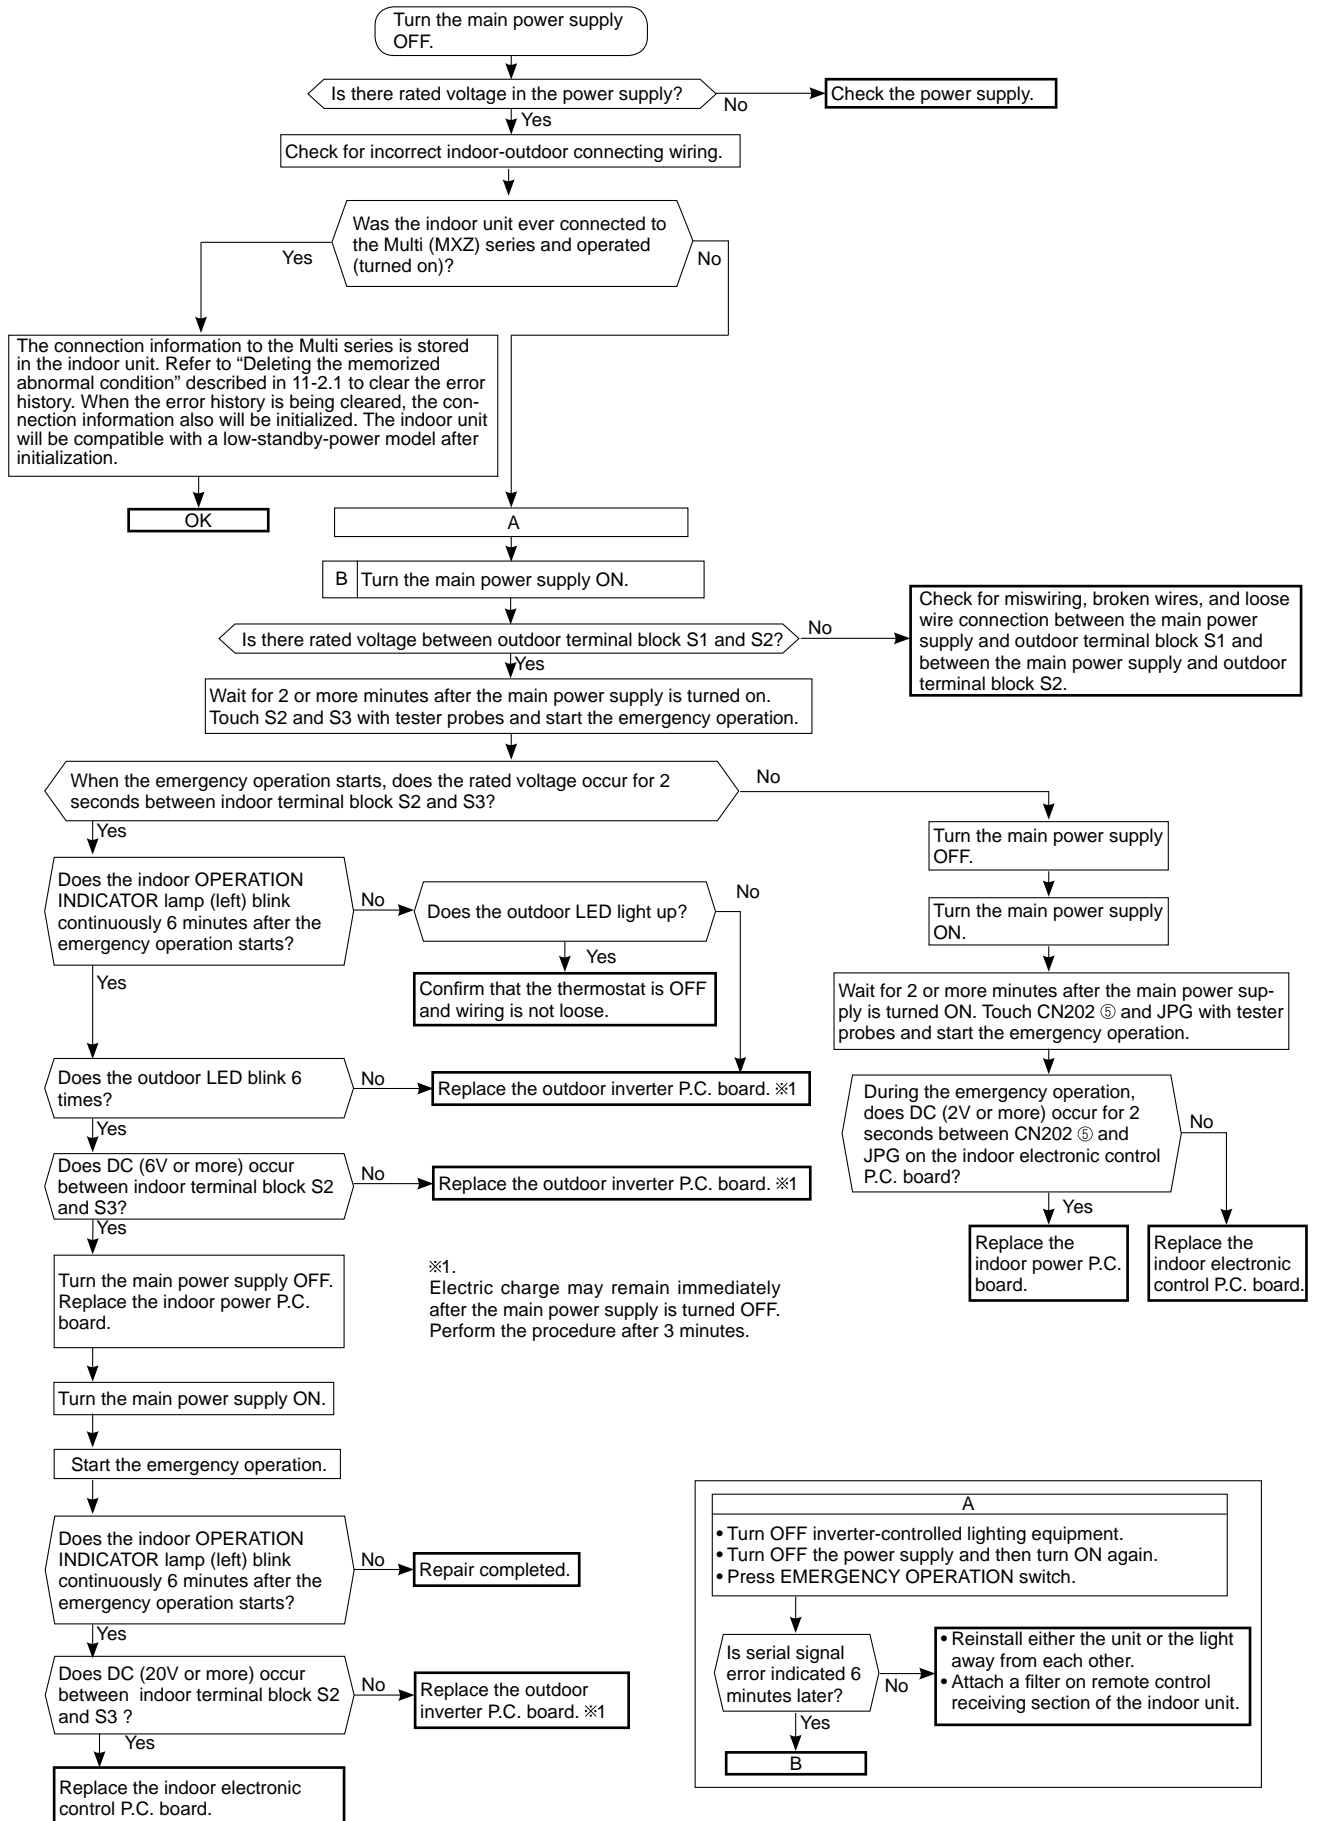 Turn the main power supply
OFF.
Is there rated voltage in the power supply?
No
Check the power supply.
Yes
Check for incorrect indoor-outdoor connecting wiring.
Was the indoor unit ever connected to
the Multi (MXZ) series and operated
(turned on)?
Yes
No
The connection information to the Multi series is stored
in the indoor unit. Refer to “Deleting the memorized
abnormal condition” described in 11-2.1 to clear the error
history. When the error history is being cleared, the con-
nection information also will be initialized. The indoor unit
will be compatible with a low-standby-power model after
initialization.
OK
A
B Turn the main power supply ON.
Is there rated voltage between outdoor terminal block S1 and S2?
No
Check for miswiring, broken wires, and loose
wire connection between the main power
supply and outdoor terminal block S1 and
between the main power supply and outdoor
terminal block S2.
Yes
Wait for 2 or more minutes after the main power supply is turned on.
Touch S2 and S3 with tester probes and start the emergency operation.
When the emergency operation starts, does the rated voltage occur for 2
seconds between indoor terminal block S2 and S3?
No
Yes
Turn the main power supply
OFF.
Turn the main power supply
ON.
Wait for 2 or more minutes after the main power sup-
ply is turned ON. Touch CN202 ⑤ and JPG with tester
probes and start the emergency operation.
During the emergency operation,
does DC (2V or more) occur for 2
seconds between CN202 ⑤ and
JPG on the indoor electronic control
P.C. board?
No
Yes
Replace the
indoor power P.C.
board.
Replace the
indoor electronic
control P.C. board.
Does the indoor OPERATION
INDICATOR lamp (left) blink
continuously 6 minutes after the
emergency operation starts?
No
Does the outdoor LED light up?
No
Yes
Confirm that the thermostat is OFF
and wiring is not loose.
Yes
Does the outdoor LED blink 6
times?
No
Replace the outdoor inverter P.C. board. ※1
Yes
Does DC (6V or more) occur
between indoor terminal block S2
and S3?
No
Replace the outdoor inverter P.C. board. ※1
Yes
Turn the main power supply OFF.
Replace the indoor power P.C.
board.
※1.
Electric charge may remain immediately
after the main power supply is turned OFF.
Perform the procedure after 3 minutes.
Turn the main power supply ON.
Start the emergency operation.
Does the indoor OPERATION
INDICATOR lamp (left) blink
continuously 6 minutes after the
emergency operation starts?
No
Repair completed.
Yes
Does DC (20V or more) occur
between indoor terminal block S2
and S3 ?
No
Replace the outdoor
inverter P.C. board. ※1
Yes
Replace the indoor electronic
control P.C. board.
A
• Turn OFF inverter-controlled lighting equipment.
• Turn OFF the power supply and then turn ON again.
• Press EMERGENCY OPERATION switch.
Is serial signal
error indicated 6
minutes later?
No
• Reinstall either the unit or the light
away from each other.
• Attach a filter on remote control
receiving section of the indoor unit.
Yes
B